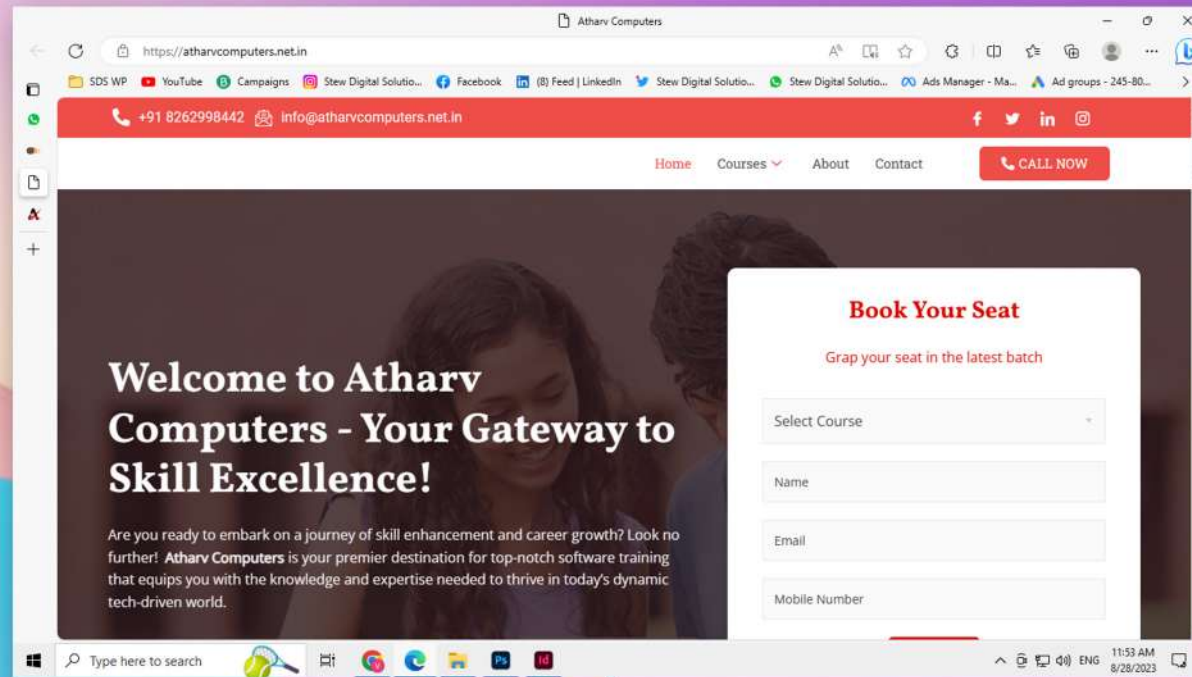 Atharv Computers
https://atharvcomputers.net.in
SDS WP YouTube Campaigns Stew Digital Solutio... Facebook (8) Feed | LinkedIn Stew Digital Solutio... Stew Digital Solutio... Ads Manager - Ma... Ad groups - 245-80...
+91 8262998442 info@atharvcomputers.net.in
Home Courses About Contact CALL NOW
Book Your Seat
Grap your seat in the latest batch
Select Course
Name
Email
Mobile Number
Welcome to Atharv
Computers - Your Gateway to
Skill Excellence!
Are you ready to embark on a journey of skill enhancement and career growth? Look no
further! Atharv Computers is your premier destination for top-notch software training
that equips you with the knowledge and expertise needed to thrive in today's dynamic
tech-driven world.
Type here to search Ps Id ENG 11:53 AM
8/28/2023